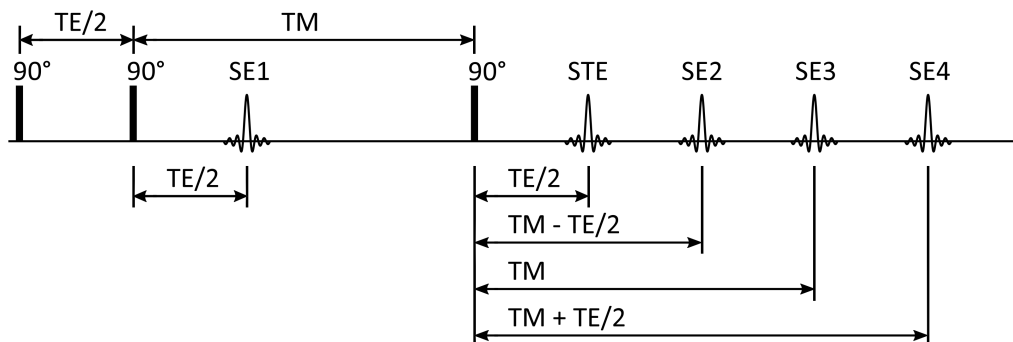 TE/2 TM
90° 90° SE1 90° STE SE2 SE3 SE4
TE/2 TE/2
TM - TE/2
TM
TM + TE/2